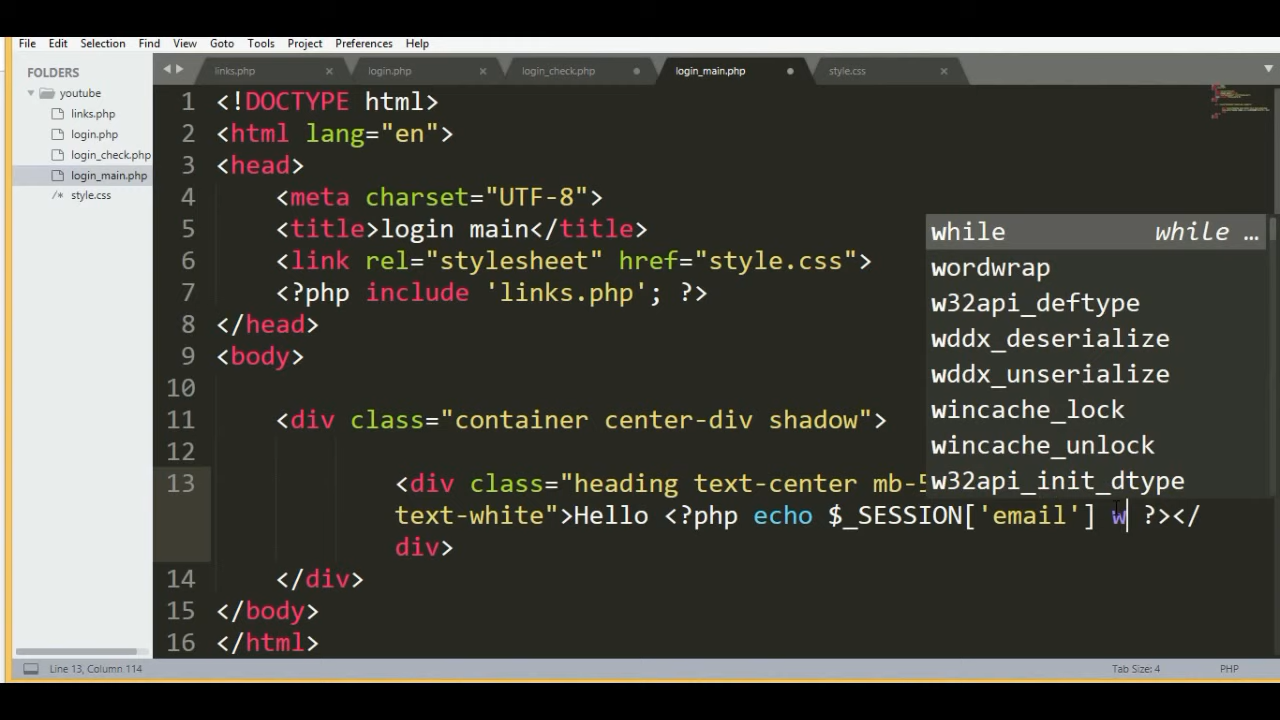 File Edit Selection Find View Goto Tools Project Preferences Help
FOLDERS
youtube
links.php
login.php
login_check.php
login_main.php
/* style.css
links.php × login.php × login_check.php login_main.php style.css ×
1 <!DOCTYPE html>
2 <html lang="en">
3 <head>
4 <meta charset="UTF-8">
5 <title>login main</title>
6 <link rel="stylesheet" href="style.css">
7 <?php include 'links.php'; ?>
8 </head>
9 <body>
10
11 <div class="container center-div shadow">
12
13 <div class="heading text-center mb-5
text-white">Hello <?php echo $_SESSION['email'] w ?></
div>
14 </div>
15 </body>
16 </html>
while while …
wordwrap
w32api_deftype
wddx_deserialize
wddx_unserialize
wincache_lock
wincache_unlock
w32api_init_dtype
Line 13, Column 114 Tab Size: 4 PHP